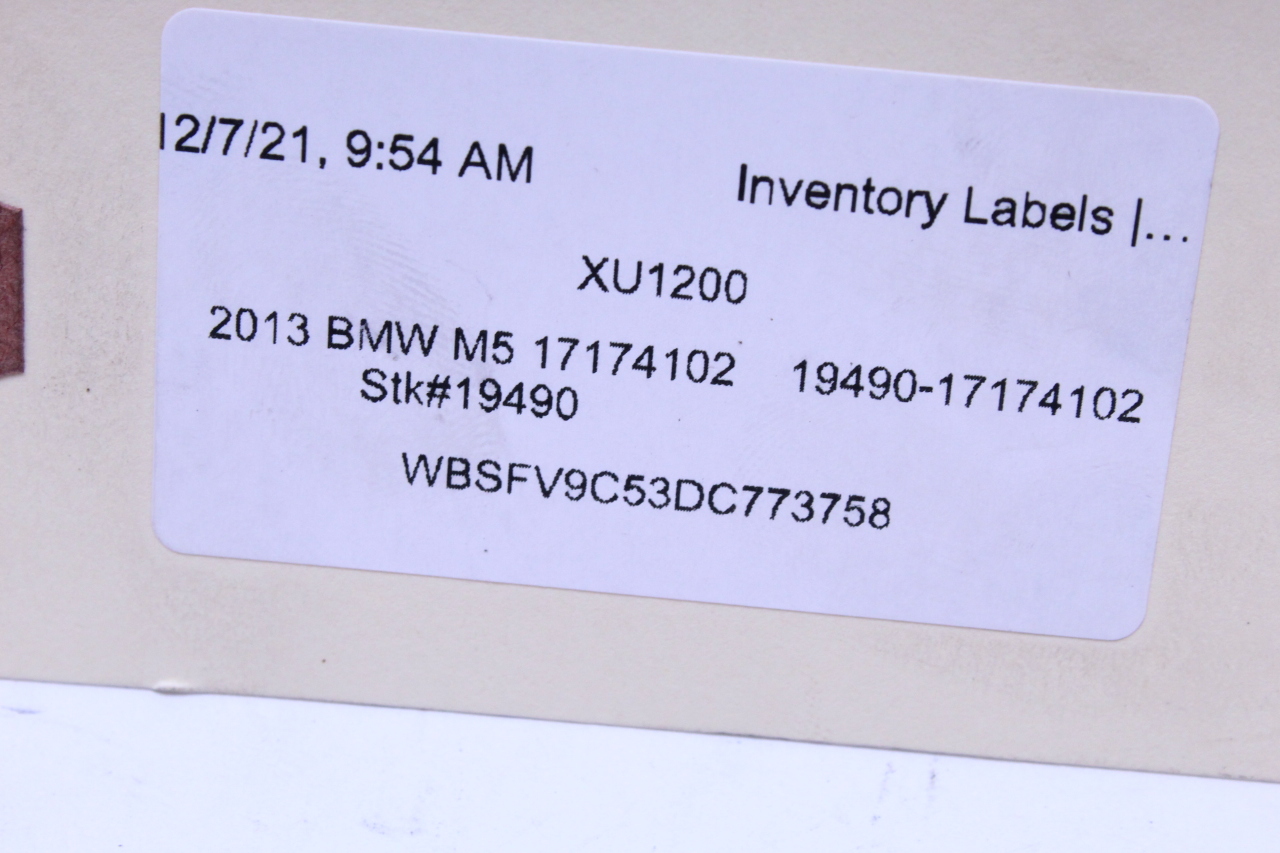 12/7/21, 9:54 AM
Inventory Labels |...
XU1200
2013 BMW M5 17174102 19490-17174102
Stk#19490
WBSFV9C53DC773758